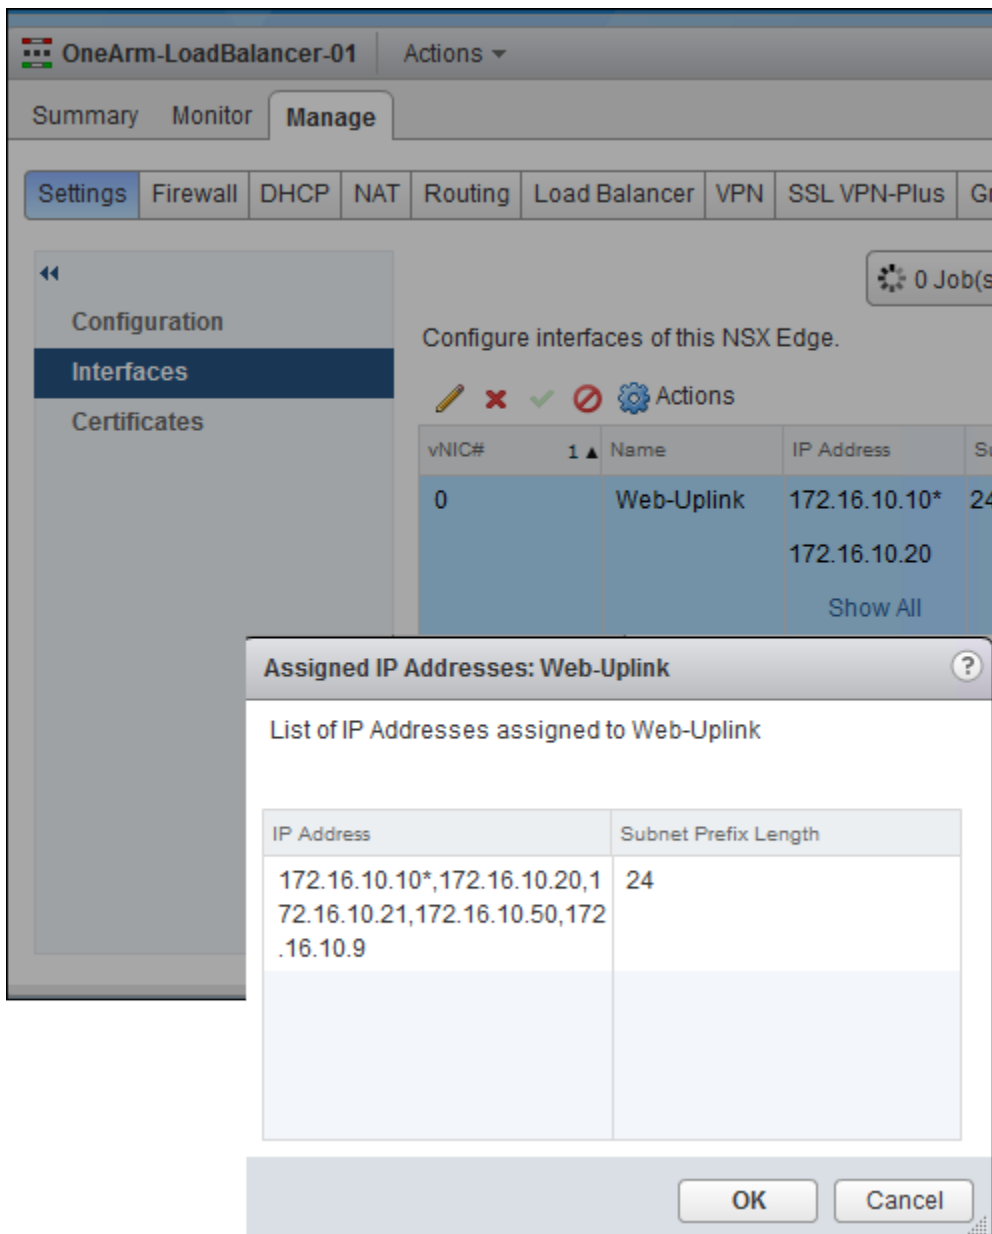 OneArm-LoadBalancer-01 Actions
Summary Monitor Manage
Settings Firewall DHCP NAT Routing Load Balancer VPN SSL VPN-Plus
0 Job(s
Configuration
Configure interfaces of this NSX Edge.
Interfaces
Actions
Certificates
vNIC# 1 ▲ Name IP Address
0 Web-Uplink 172.16.10.10* 24
172.16.10.20
Show All
Assigned IP Addresses: Web-Uplink ?
List of IP Addresses assigned to Web-Uplink
IP Address Subnet Prefix Length
172.16.10.10*,172.16.10.20,1 24
72.16.10.21,172.16.10.50,172
.16.10.9
OK Cancel